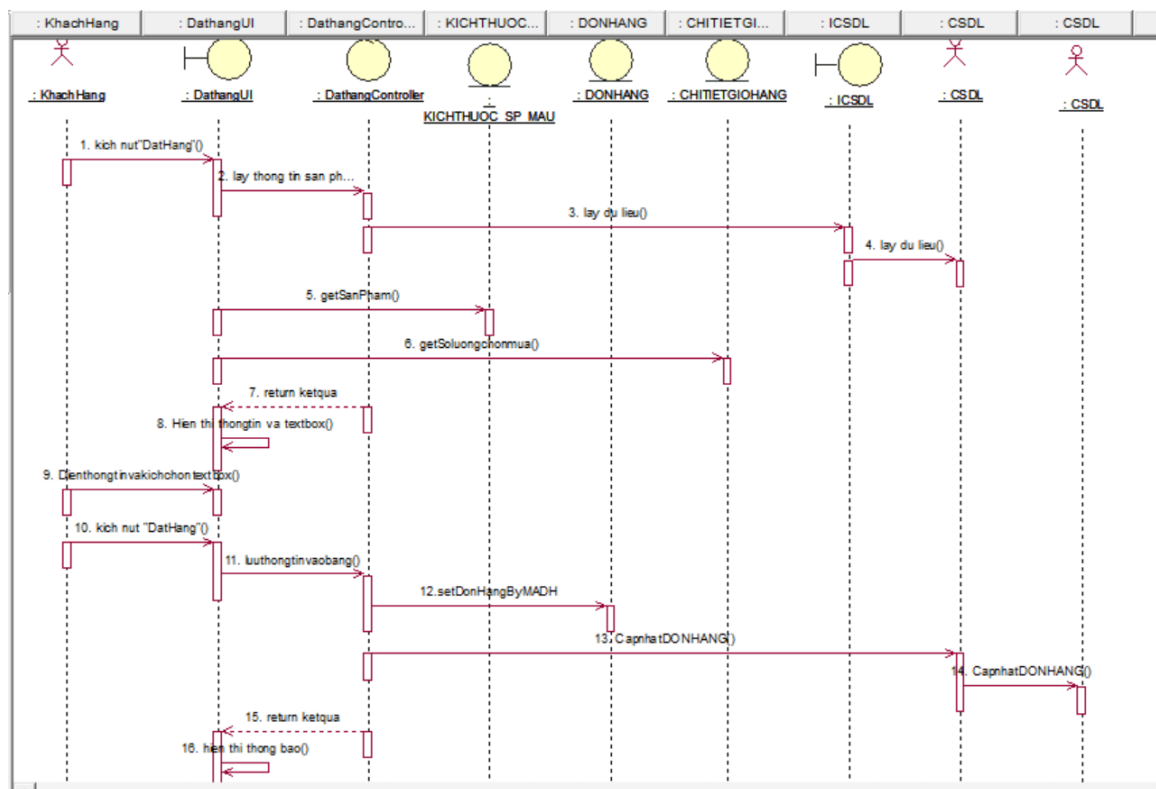 : KhachHang
: DathangUI
: DathangContro...
: KICHTHUOC...
: DONHANG
: CHITIETGI...
: ICSDL
: CSDL
: CSDL
: KhachHang
: DathangUI
: DathangController
:
KICHTHUOC_SP_MAU
: DONHANG
: CHITIETGIOHANG
: ICSDL
: CSDL
: CSDL
1. kich nut"DatHang"()
2. lay thong tin san ph...
3. lay du lieu()
4. lay du lieu()
5. getSanPham()
6. getSoluongchonmua()
7. return ketqua
8. Hien thi thongtin va textbox()
9. Dienthongtinvakichchontextbox()
10. kich nut "DatHang"()
11. luuthongtinvaobang()
12.setDonHangByMADH
13. CapnhatDONHANG()
14. CapnhatDONHANG()
15. return ketqua
16. hien thi thong bao()